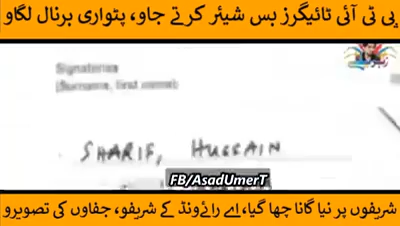 پی ٹی آئی ٹائیگرز بس شیئر کرتے جاو، پٹواری برنال لگاو
Signatories
(Surname, first name)
SHARIF, HUSSAIN
FB/AsadUmerT
شریفوں پر نیا گانا چھا گیا، اے رائےونڈ کے شریفو، جفاوں کی تصویرو